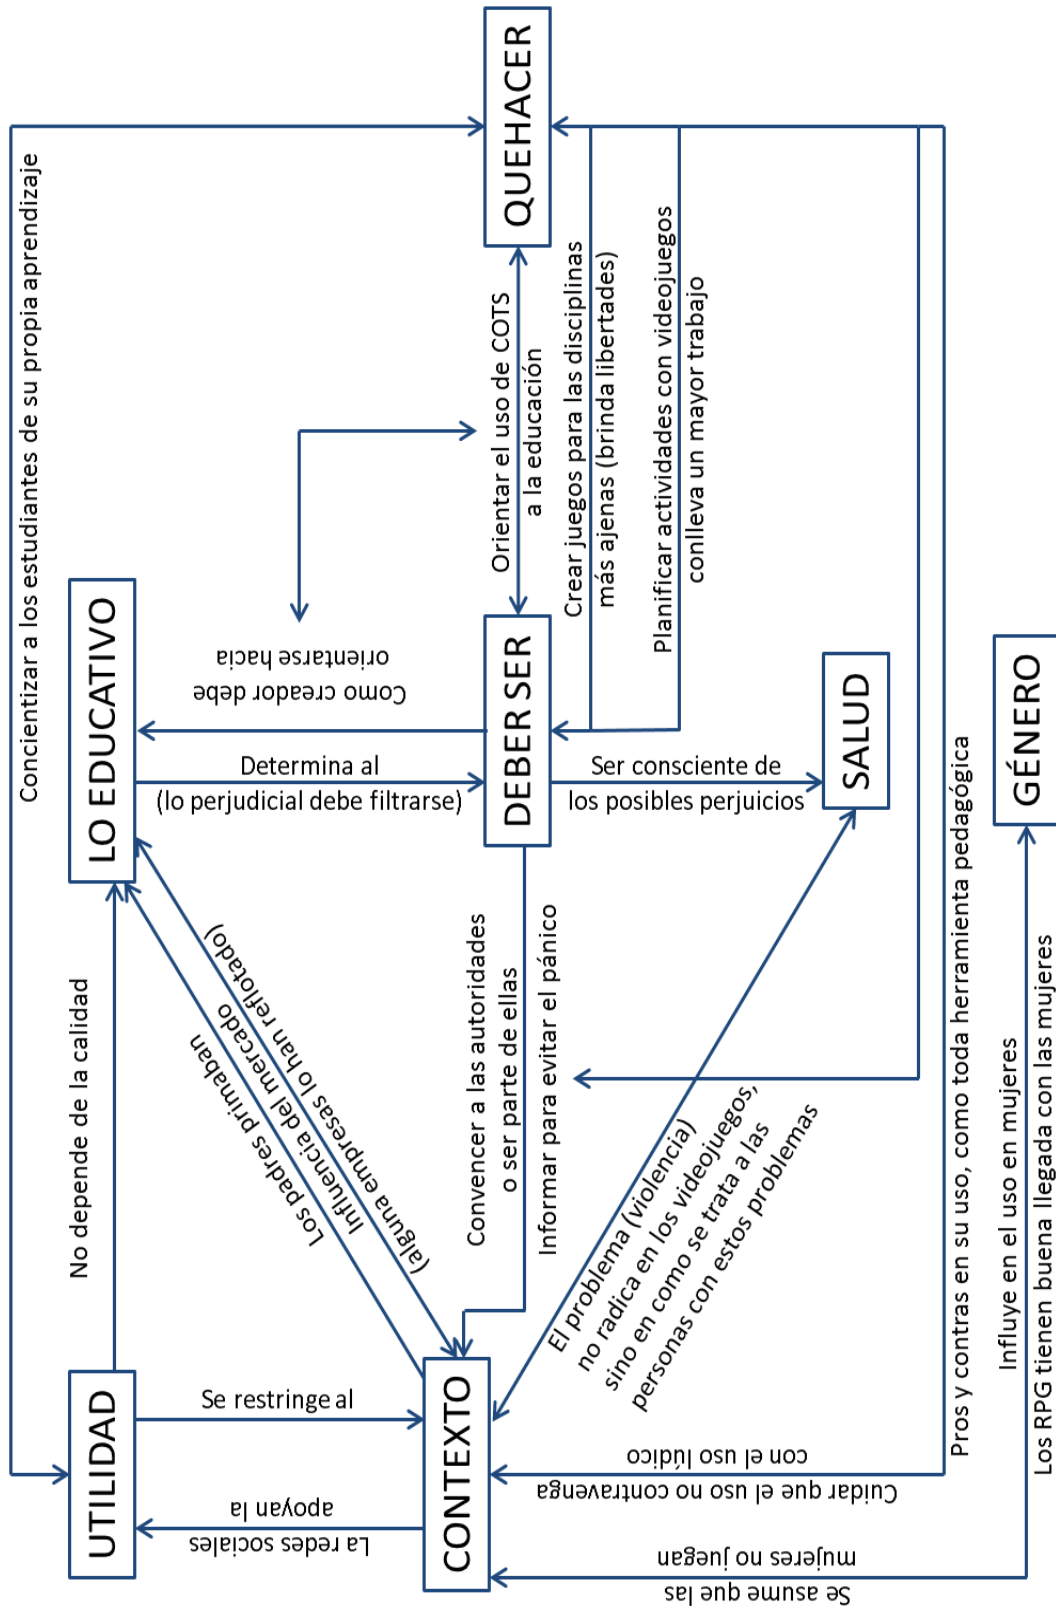 Concientizar a los estudiantes de su propia aprendizaje
UTILIDAD
No depende de la calidad
LO EDUCATIVO
La redes sociales
apoyan la
Se restringe al
Los padres primaban
Influencia del mercado
(alguna empresas lo han reflotado)
Determina al
(lo perjudicial debe filtrarse)
Como creador debe
orientarse hacia
CONTEXTO
Convencer a las autoridades
o ser parte de ellas
Informar para evitar el pánico
DEBER SER
Orientar el uso de COTS
a la educación
QUEHACER
Crear juegos para las disciplinas
más ajenas (brinda libertades)
Planificar actividades con videojuegos
conlleva un mayor trabajo
Se asume que las
mujeres no juegan
Cuidar que el uso no contravenga
con el uso lúdico
El problema (violencia)
no radica en los videojuegos,
sino en como se trata a las
personas con estos problemas
Ser consciente de
los posibles perjuicios
SALUD
Pros y contras en su uso, como toda herramienta pedagógica
Influye en el uso en mujeres
Los RPG tienen buena llegada con las mujeres
GÉNERO